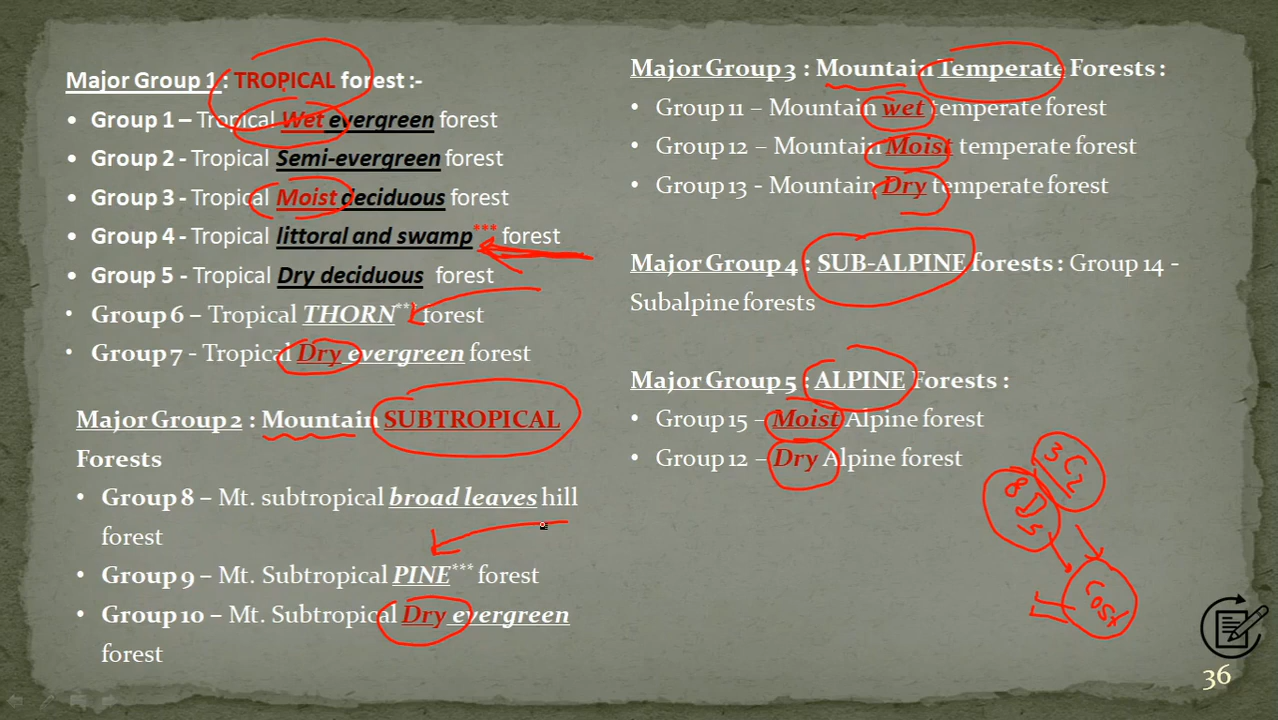 Major Group 1 : TROPICAL forest :-
• Group 1 – Tropical Wet evergreen forest
• Group 2 - Tropical Semi-evergreen forest
• Group 3 - Tropical Moist deciduous forest
• Group 4 - Tropical littoral and swamp*** forest
• Group 5 - Tropical Dry deciduous forest
• Group 6 – Tropical THORN*** forest
• Group 7 - Tropical Dry evergreen forest
Major Group 2 : Mountain SUBTROPICAL
Forests
• Group 8 – Mt. subtropical broad leaves hill
forest
• Group 9 – Mt. Subtropical PINE*** forest
• Group 10 – Mt. Subtropical Dry evergreen
forest
Major Group 3 : Mountain Temperate Forests :
• Group 11 – Mountain wet temperate forest
• Group 12 – Mountain Moist temperate forest
• Group 13 - Mountain Dry temperate forest
Major Group 4 : SUB-ALPINE forests : Group 14 -
Subalpine forests
Major Group 5 : ALPINE Forests :
• Group 15 – Moist Alpine forest
• Group 12 – Dry Alpine forest
36